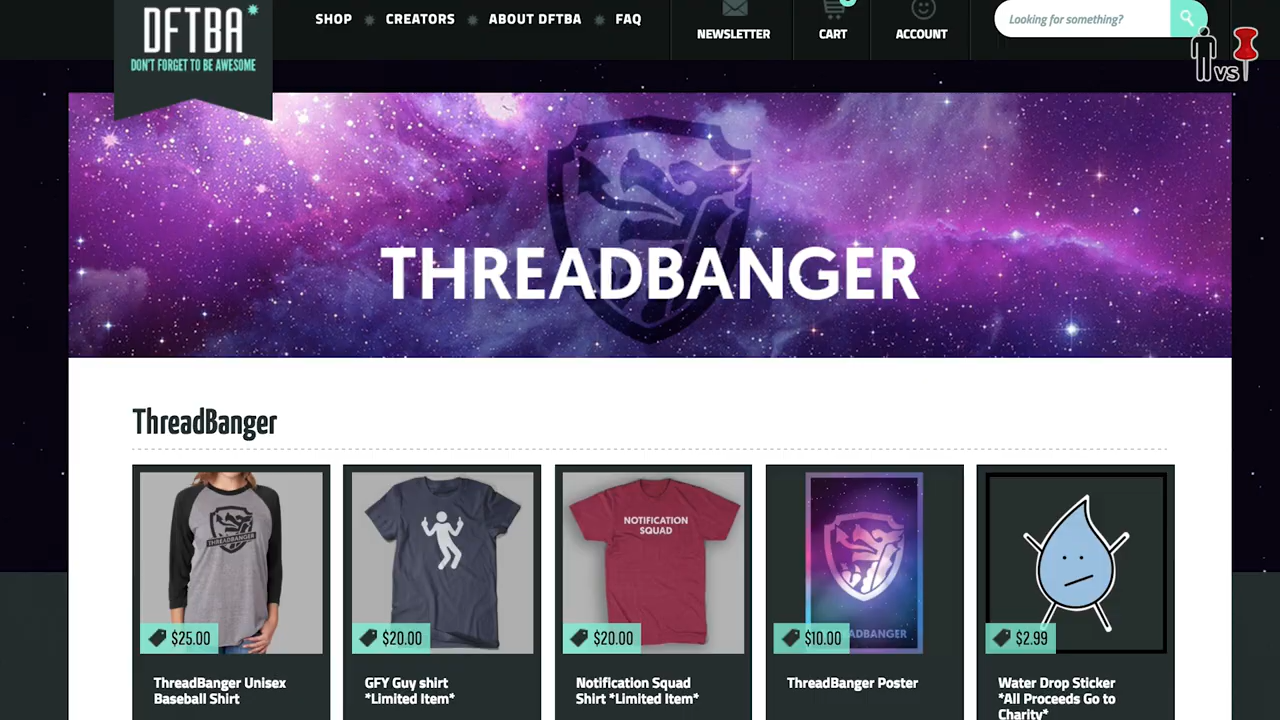 DFTBA
DON'T FORGET TO BE AWESOME
SHOP
CREATORS
ABOUT DFTBA
FAQ
NEWSLETTER
CART
ACCOUNT
Looking for something?
VS
THREADBANGER
ThreadBanger
THREADBANGER
NOTIFICATION
SQUAD
ADBANGER
$25.00
$20.00
$20.00
$10.00
$2.99
ThreadBanger Unisex
Baseball Shirt
GFY Guy shirt
*Limited Item*
Notification Squad
Shirt *Limited Item*
ThreadBanger Poster
Water Drop Sticker
*All Proceeds Go to
Charity*